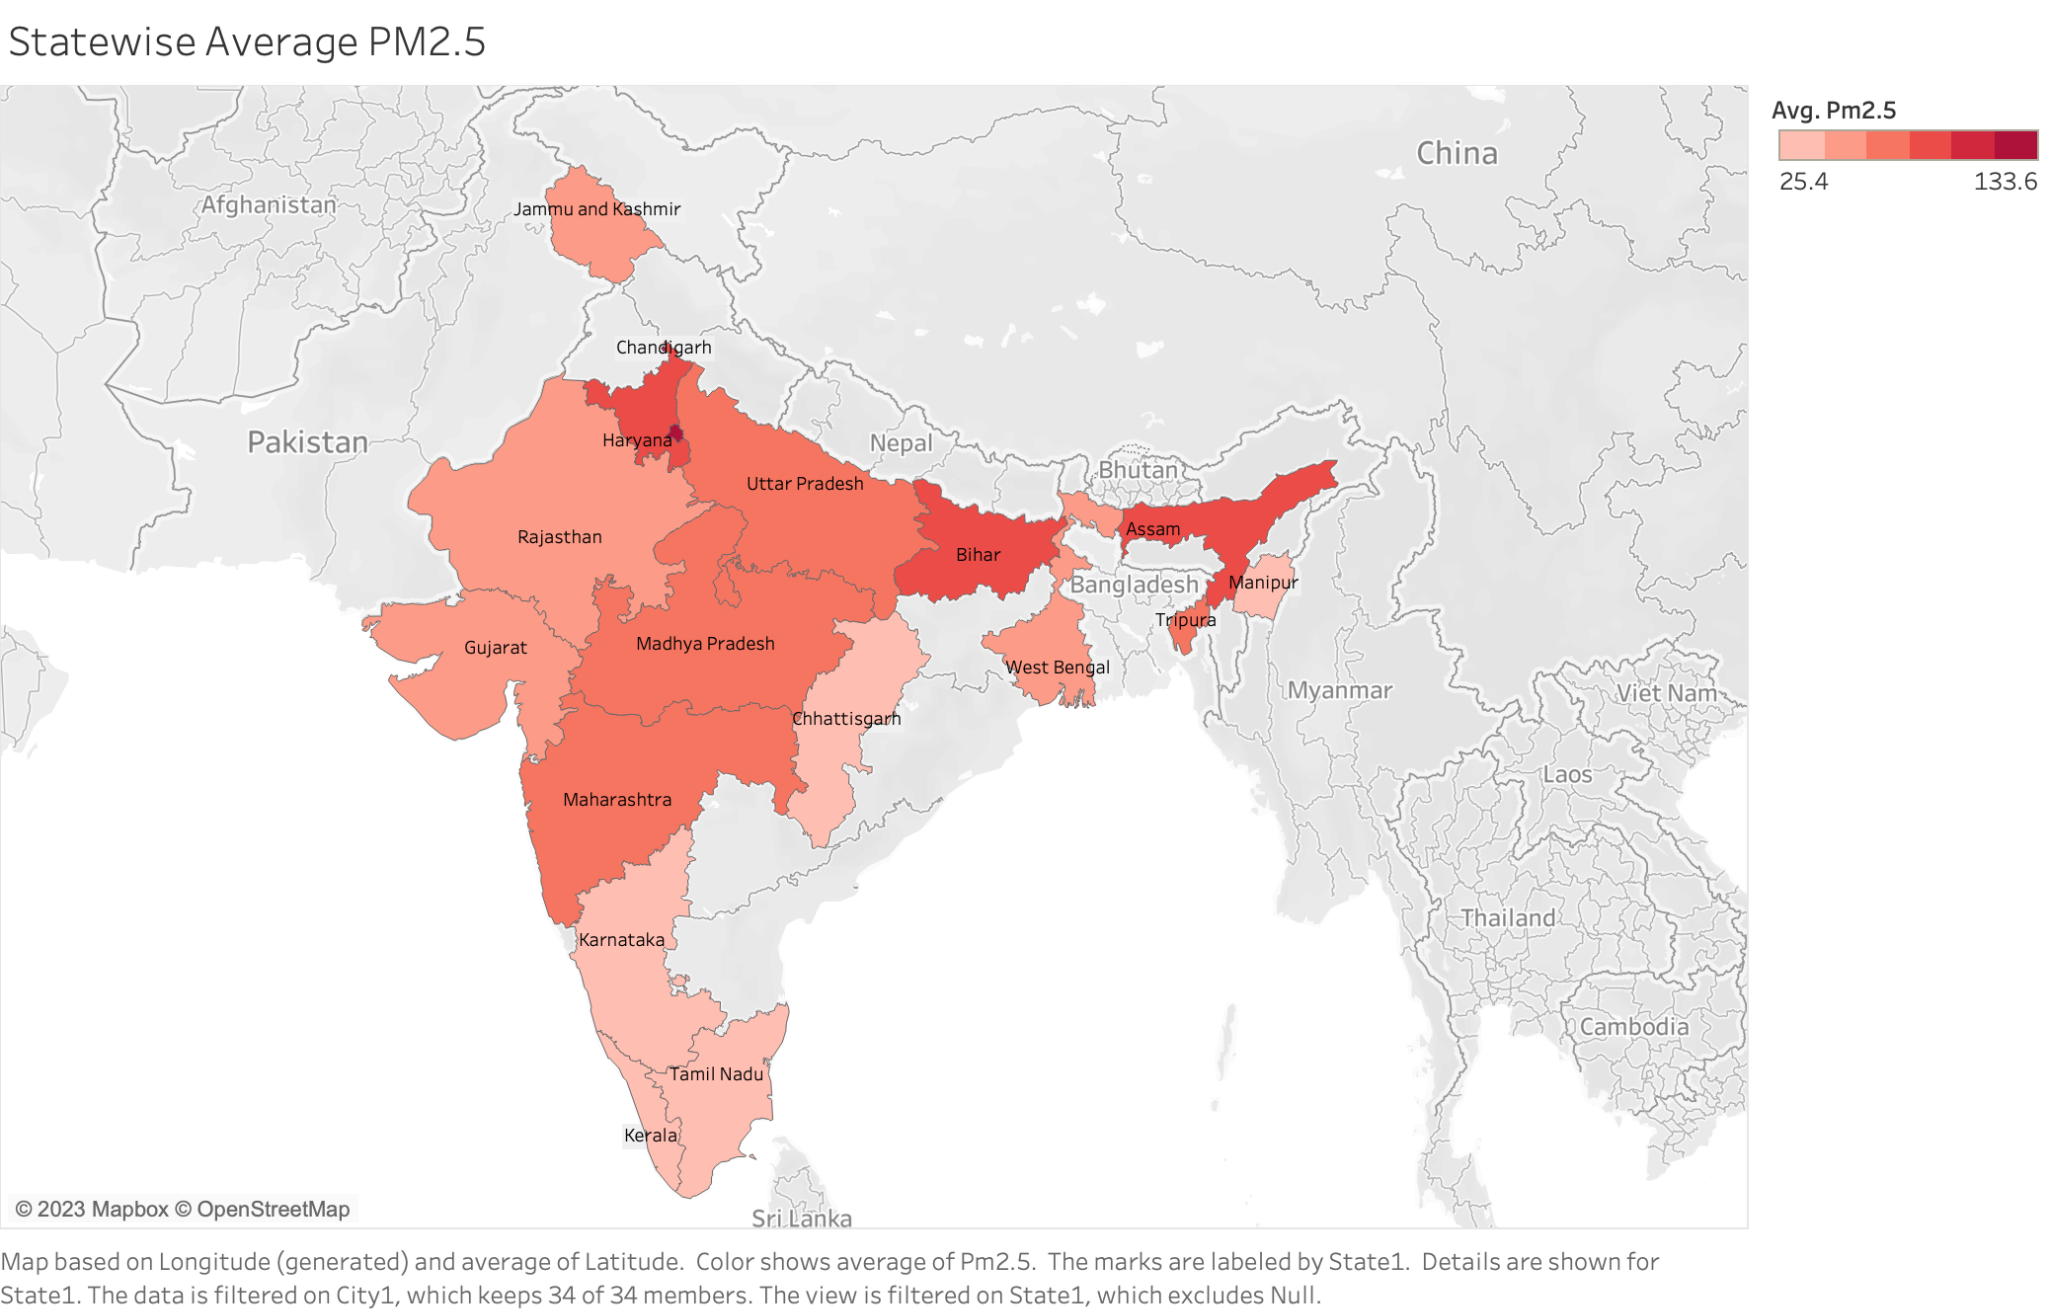 Statewise Average PM2.5
Avg. Pm2.5
25.4
133.6
China
Afghanistan
Jammu and Kashmir
Chandigarh
Pakistan
Haryana
Nepal
Bhutan
Uttar Pradesh
Rajasthan
Assam
Bihar
Bangladesh
Manipur
Tripura
Gujarat
Madhya Pradesh
West Bengal
Myanmar
Viet Nam
Chhattisgarh
Laos
Maharashtra
Thailand
Karnataka
Cambodia
Tamil Nadu
Kerala
Sri Lanka
© 2023 Mapbox © OpenStreetMap
Map based on Longitude (generated) and average of Latitude.  Color shows average of Pm2.5.  The marks are labeled by State1.  Details are shown for
State1. The data is filtered on City1, which keeps 34 of 34 members. The view is filtered on State1, which excludes Null.